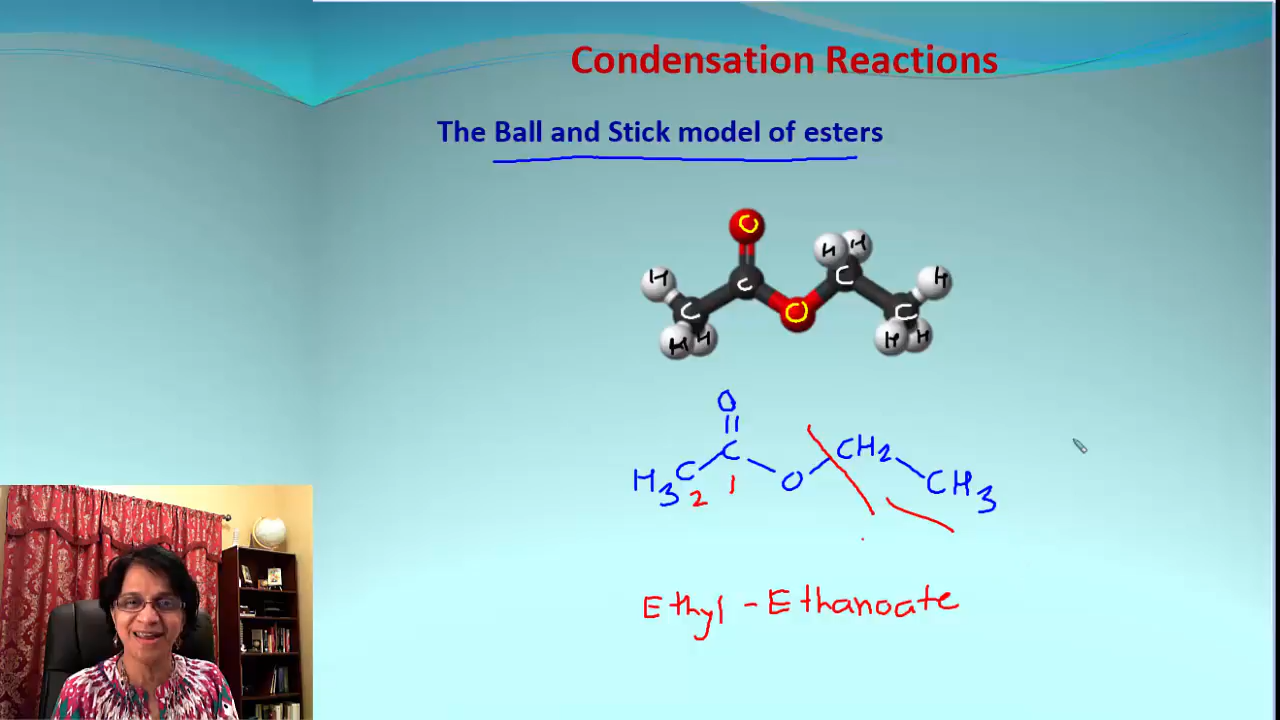 Condensation Reactions
The Ball and Stick model of esters
O
H H
H C C H
C O C
H H H H
O
||
H3C C O CH2 CH3
2 1
Ethyl - Ethanoate